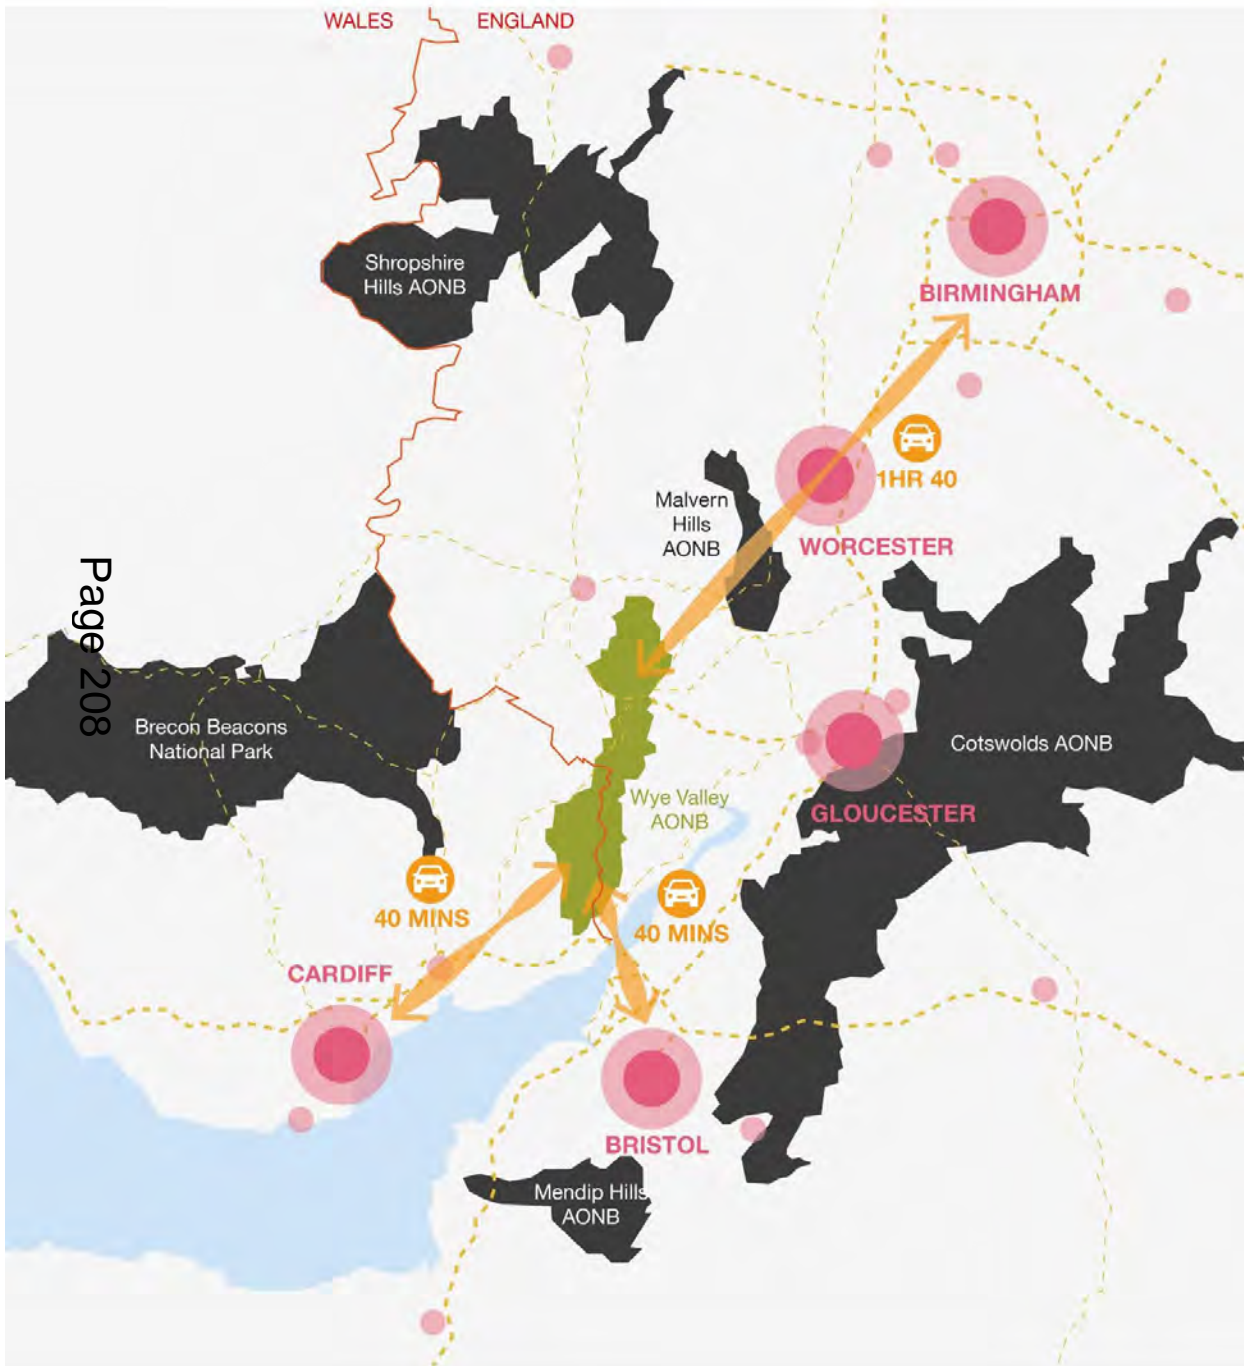 WALES
ENGLAND
Shropshire
Hills AONB
BIRMINGHAM
1HR 40
Malvern
Hills
AONB
WORCESTER
Page 208
Brecon Beacons
National Park
Cotswolds AONB
Wye Valley
AONB
GLOUCESTER
40 MINS
40 MINS
CARDIFF
BRISTOL
Mendip Hills
AONB